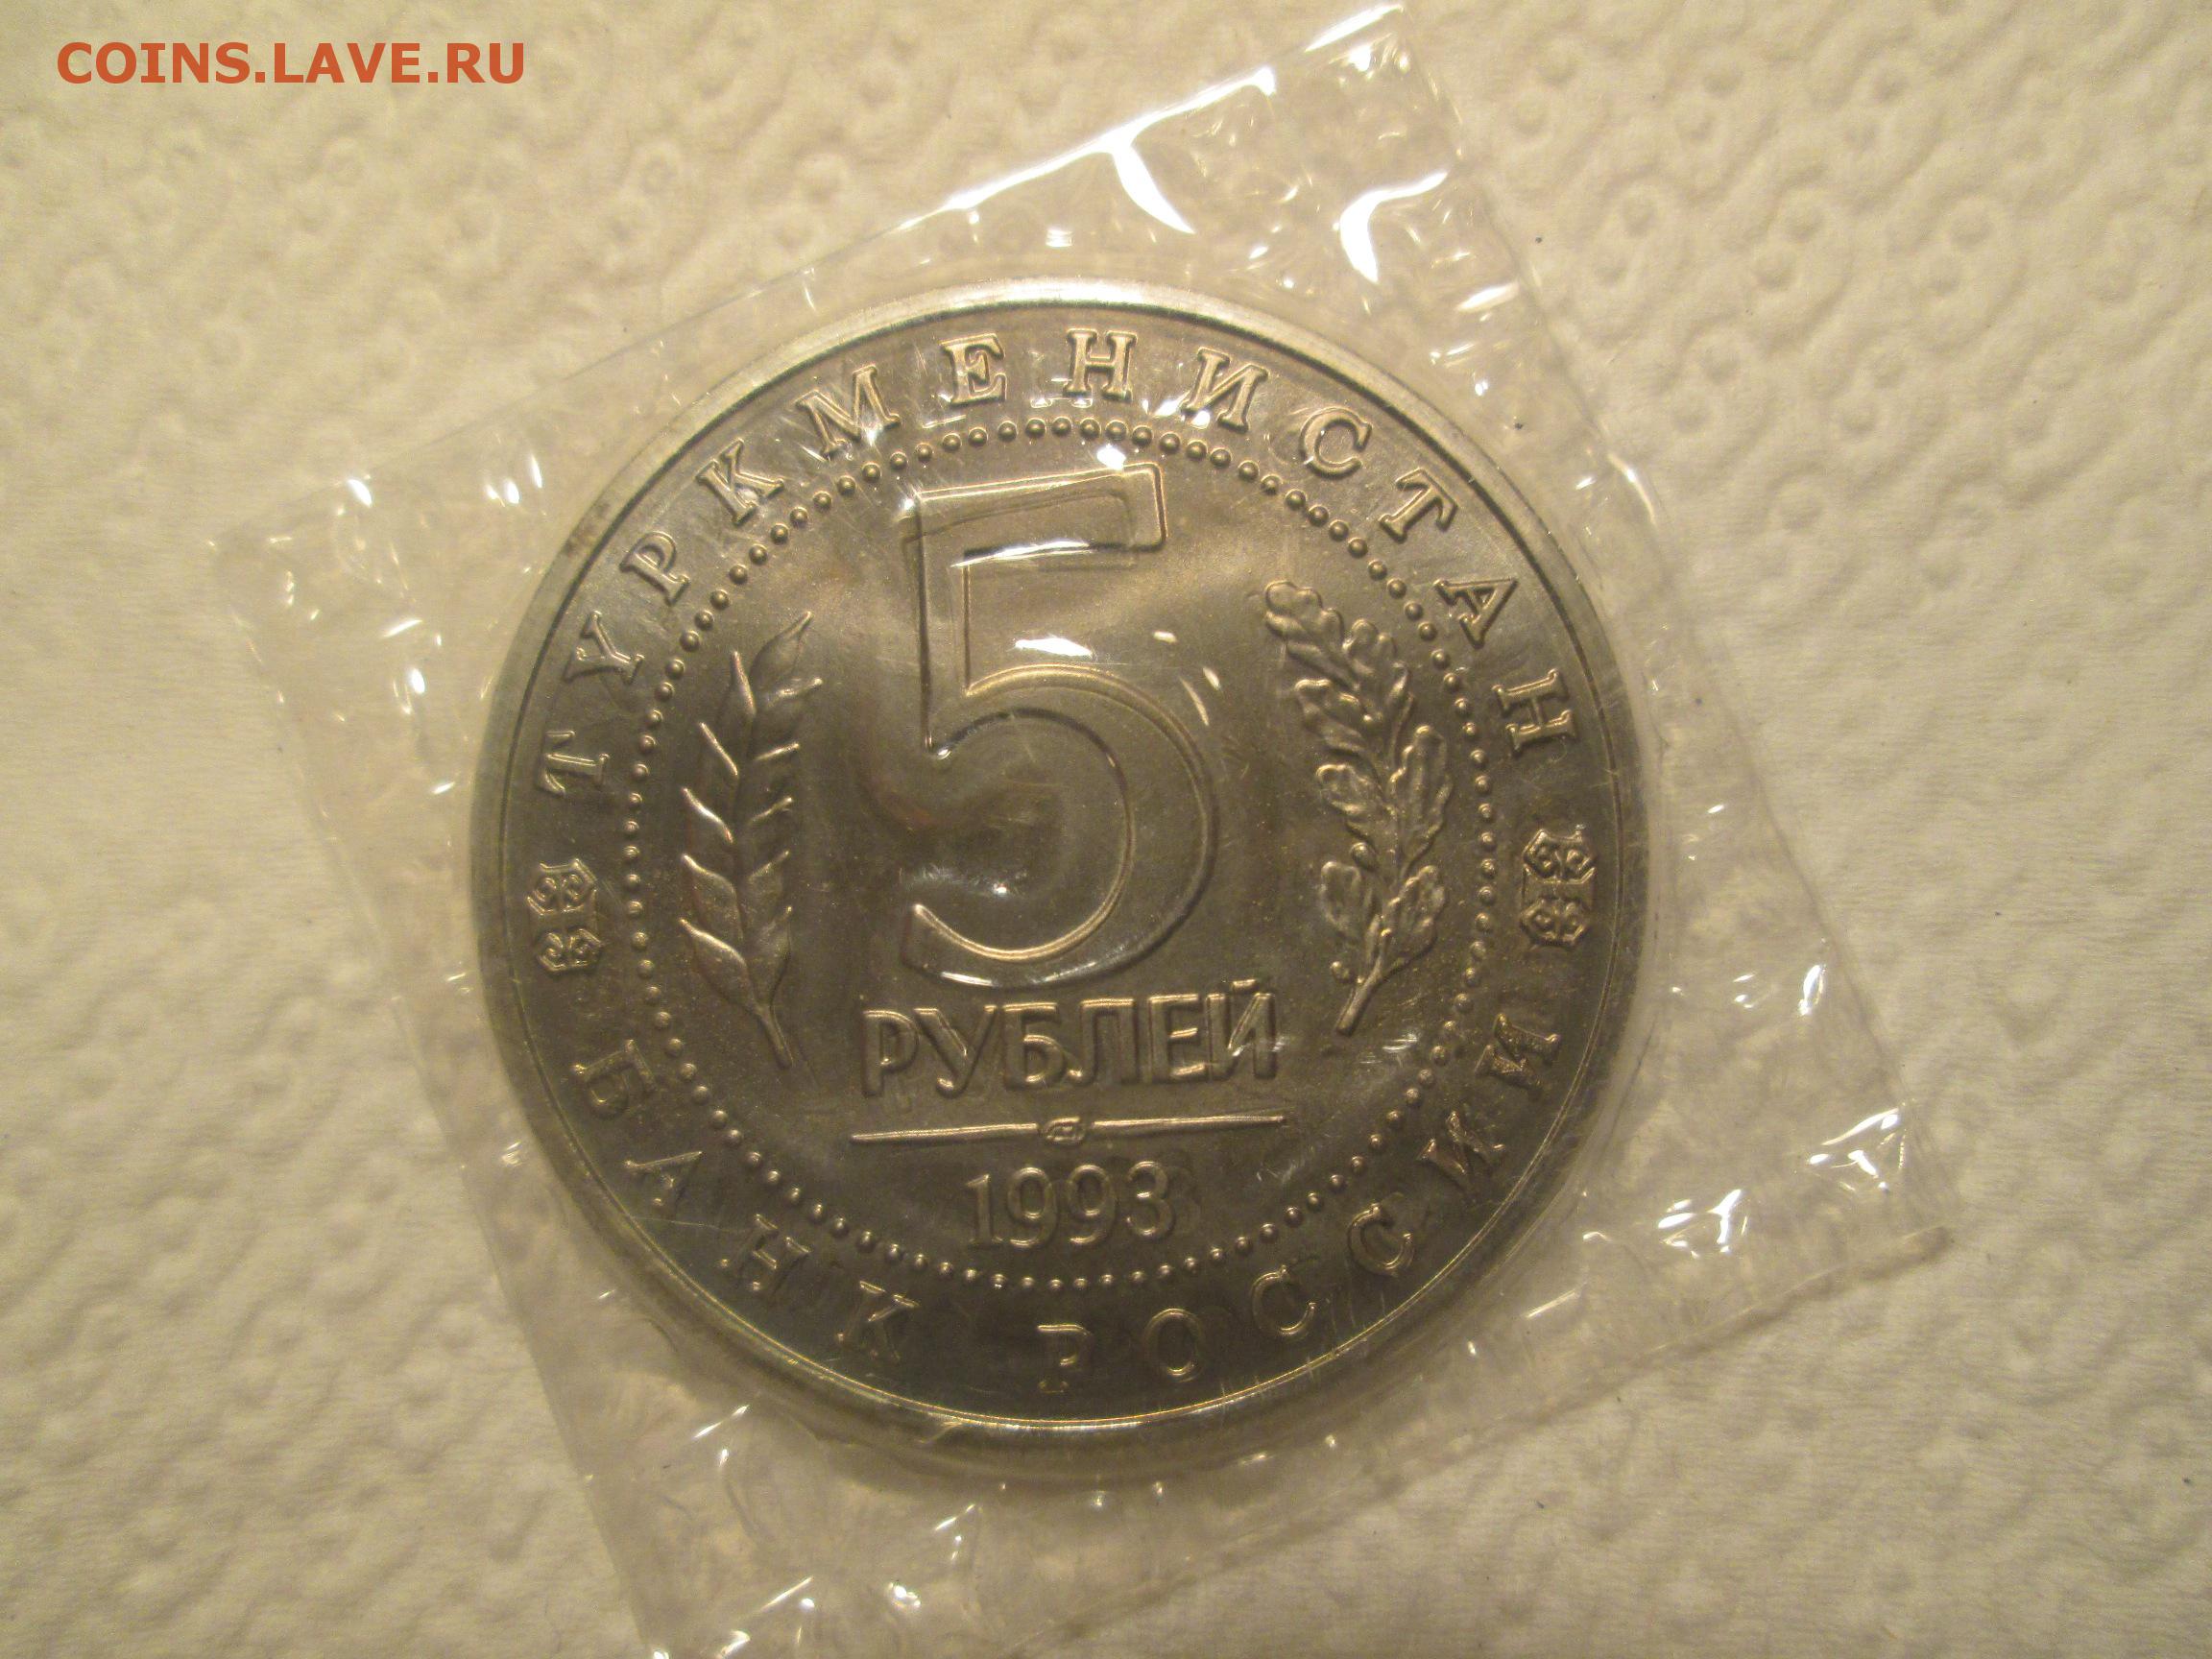 COINS.LAVE.RU
ТУРКМЕНИСТАН
5
РУБЛЕЙ
1993
БАНК РОССИИ